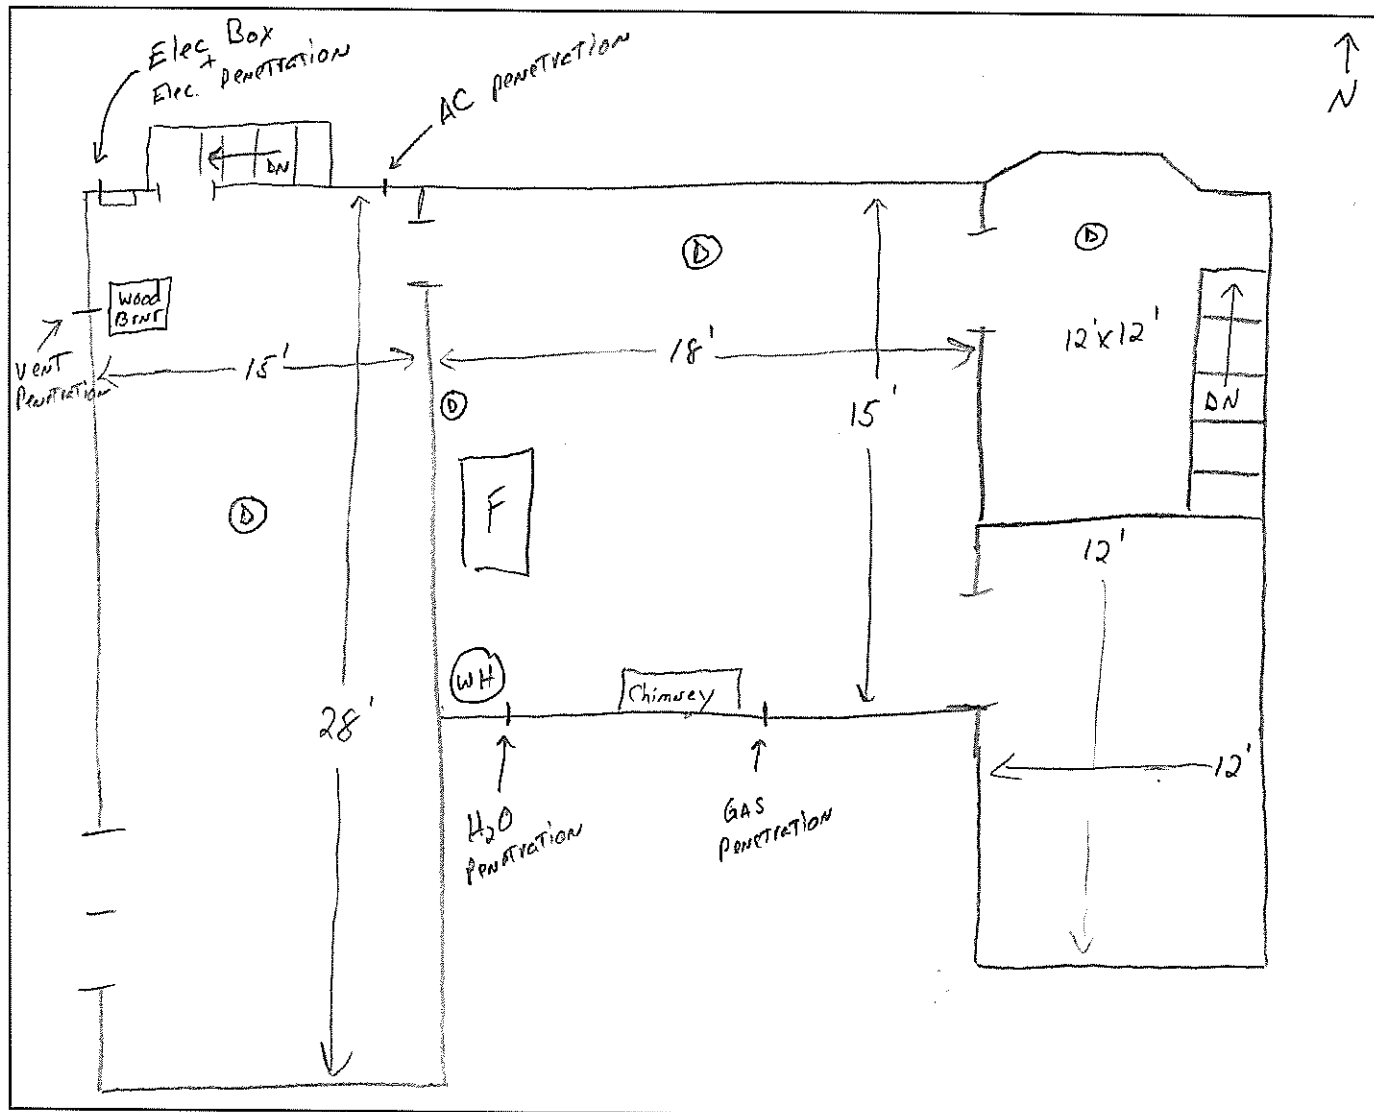 Elec Box
+
Elec. Penetration
AC Penetration
N
DN
D
D
Wood
Brnr
Vent
Penetration
15'
18'
12'x12'
D
15'
DN
F
D
12'
WH
Chimney
28'
12'
H₂O
Penetration
GAS
Penetration